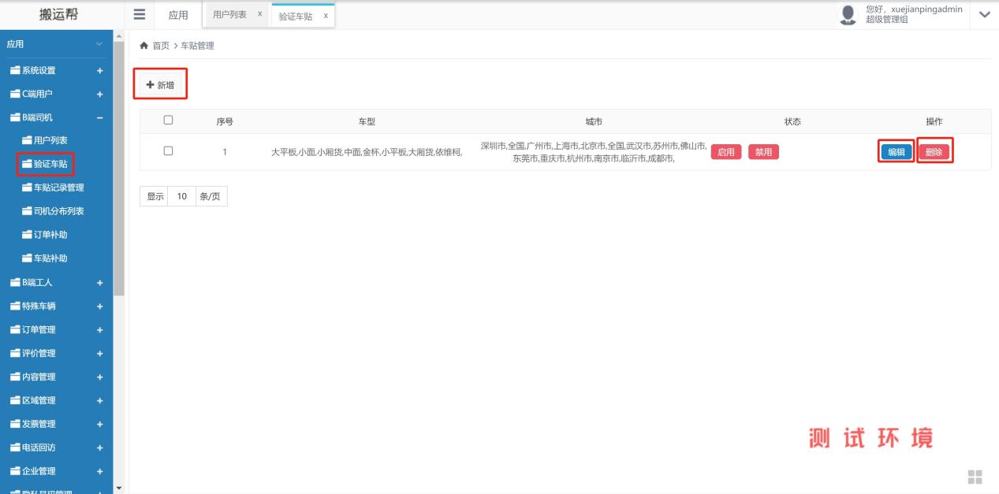 搬运帮
应用
用户列表 x
验证车贴 x
您好，xuejianpingadmin
超级管理组
应用
系统设置
C端用户
B端司机
用户列表
验证车贴
车贴记录管理
司机分布列表
订单补助
车贴补助
B端工人
特殊车辆
订单管理
评价管理
内容管理
区域管理
发票管理
电话回访
企业管理
隐私号码管理
首页 > 车贴管理
+ 新增
序号 车型 城市 状态 操作
1 大平板,小面,小厢货,中面,金杯,小平板,大厢货,依维柯, 深圳市,全国,广州市,上海市,北京市,全国,武汉市,苏州市,佛山市, 启用 禁用 编辑 删除
东莞市,重庆市,杭州市,南京市,临沂市,成都市,
显示 10 条/页
测试环境